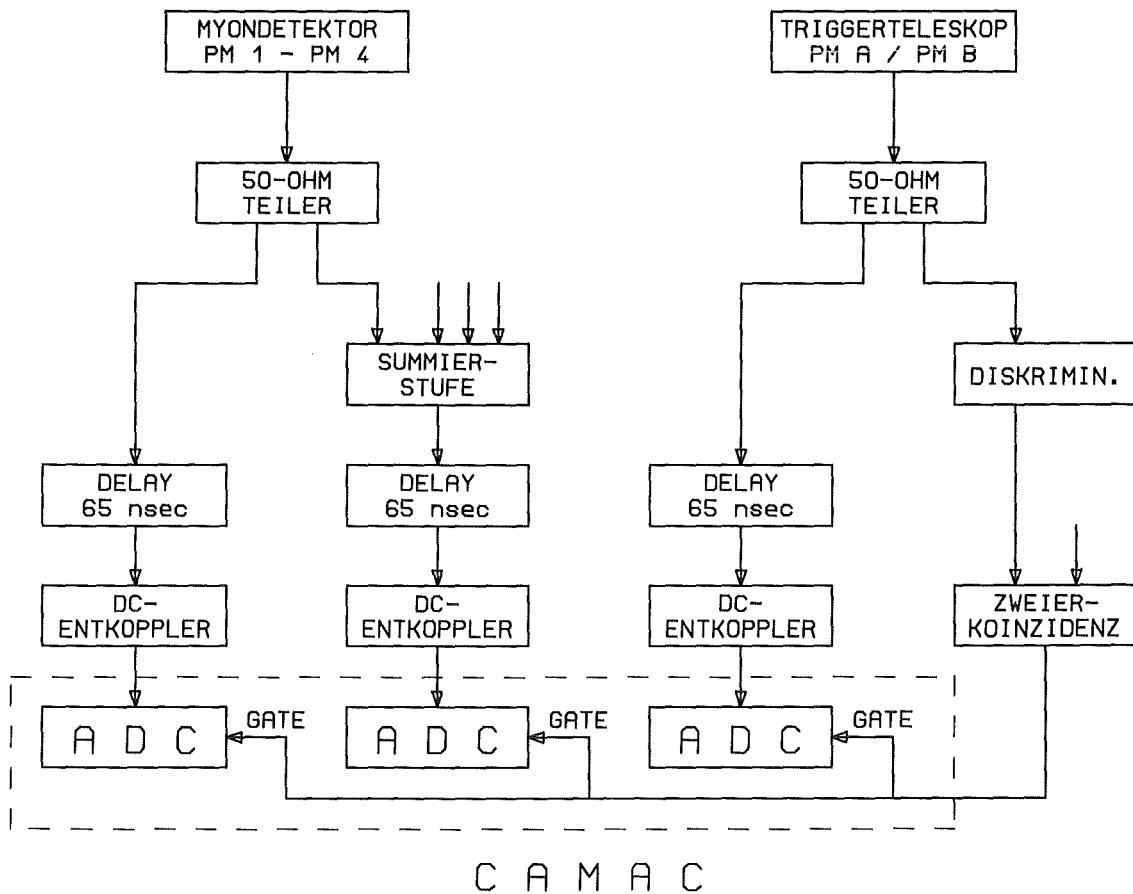 MYONDETEKTOR
PM 1 - PM 4
TRIGGERTELESKOP
PM A / PM B
50-OHM
TEILER
50-OHM
TEILER
SUMMIER-
STUFE
DISKRIMIN.
DELAY
65 nsec
DELAY
65 nsec
DELAY
65 nsec
DC-
ENTKOPPLER
DC-
ENTKOPPLER
DC-
ENTKOPPLER
ZWEIER-
KOINZIDENZ
A D C
GATE
A D C
GATE
A D C
GATE
C A M A C